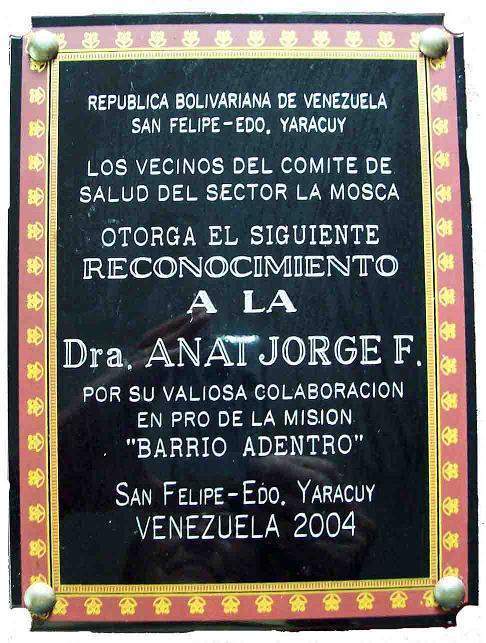 REPUBLICA BOLIVARIANA DE VENEZUELA
SAN FELIPE-EDO. YARACUY
LOS VECINOS DEL COMITE DE
SALUD DEL SECTOR LA MOSCA
OTORGA EL SIGUIENTE
RECONOCIMIENTO
A LA
Dra. ANAI JORGE F.
POR SU VALIOSA COLABORACION
EN PRO DE LA MISION
"BARRIO ADENTRO"
SAN FELIPE-EDO. YARACUY
VENEZUELA 2004